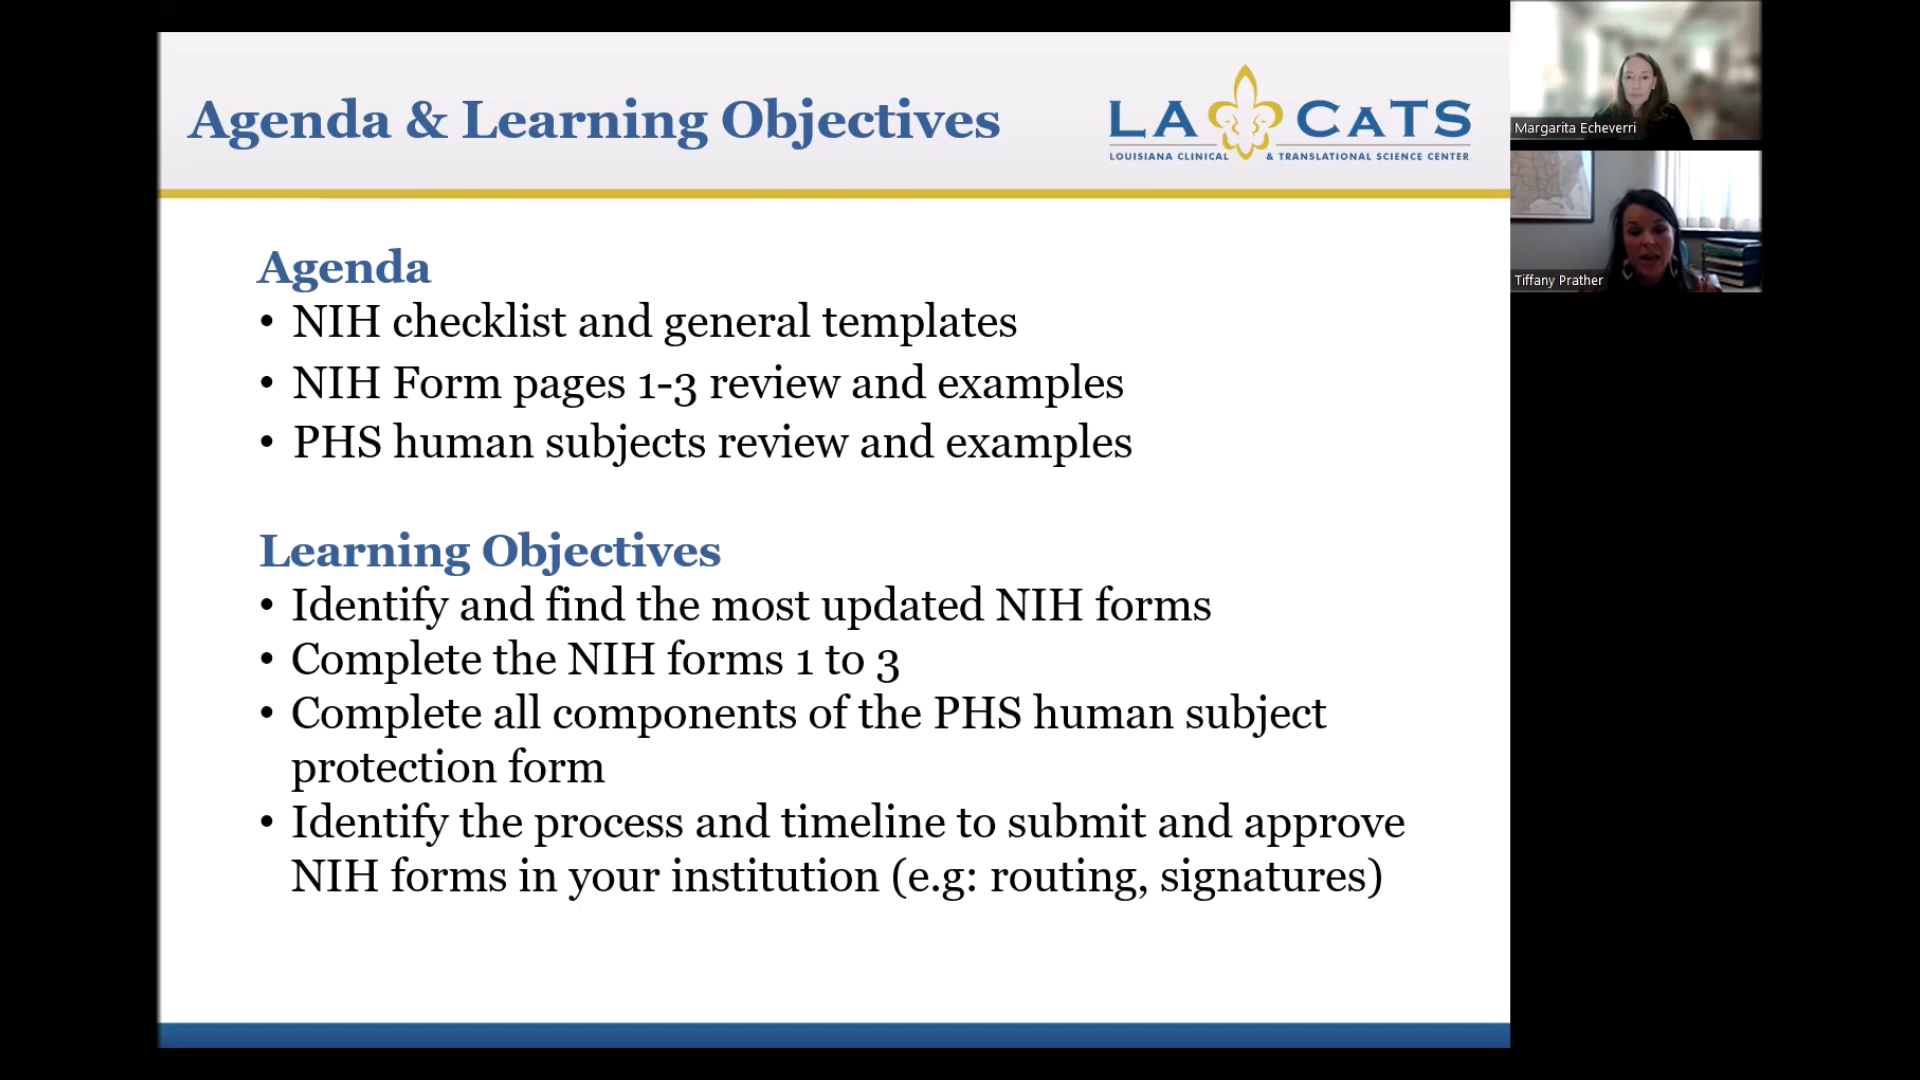 Agenda & Learning Objectives
LA CATS
LOUISIANA CLINICAL & TRANSLATIONAL SCIENCE CENTER
Agenda
• NIH checklist and general templates
• NIH Form pages 1-3 review and examples
• PHS human subjects review and examples
Learning Objectives
• Identify and find the most updated NIH forms
• Complete the NIH forms 1 to 3
• Complete all components of the PHS human subject
protection form
• Identify the process and timeline to submit and approve
NIH forms in your institution (e.g: routing, signatures)
Margarita Echeverri
Tiffany Prather